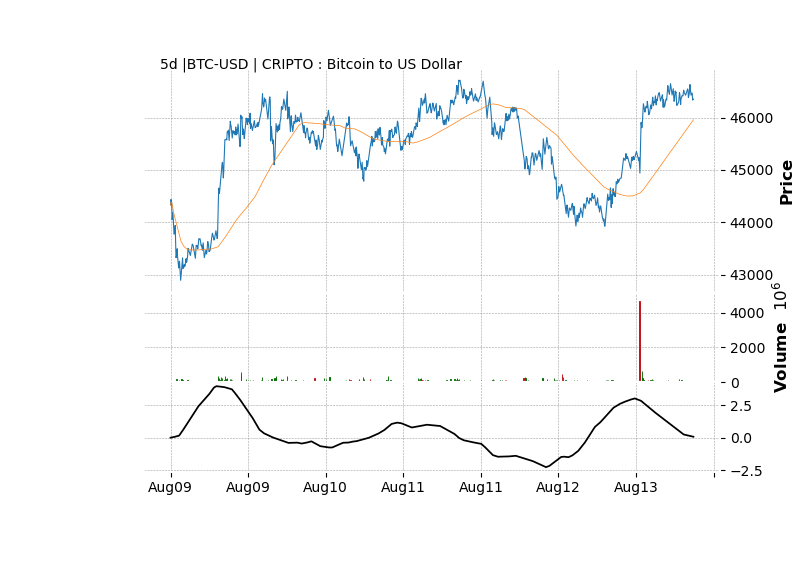 5d |BTC-USD | CRIPTO : Bitcoin to US Dollar
46000
45000
44000
43000
Price
4000
2000
0
Volume 10^6
2.5
0.0
−2.5
Aug09 Aug09 Aug10 Aug11 Aug11 Aug12 Aug13